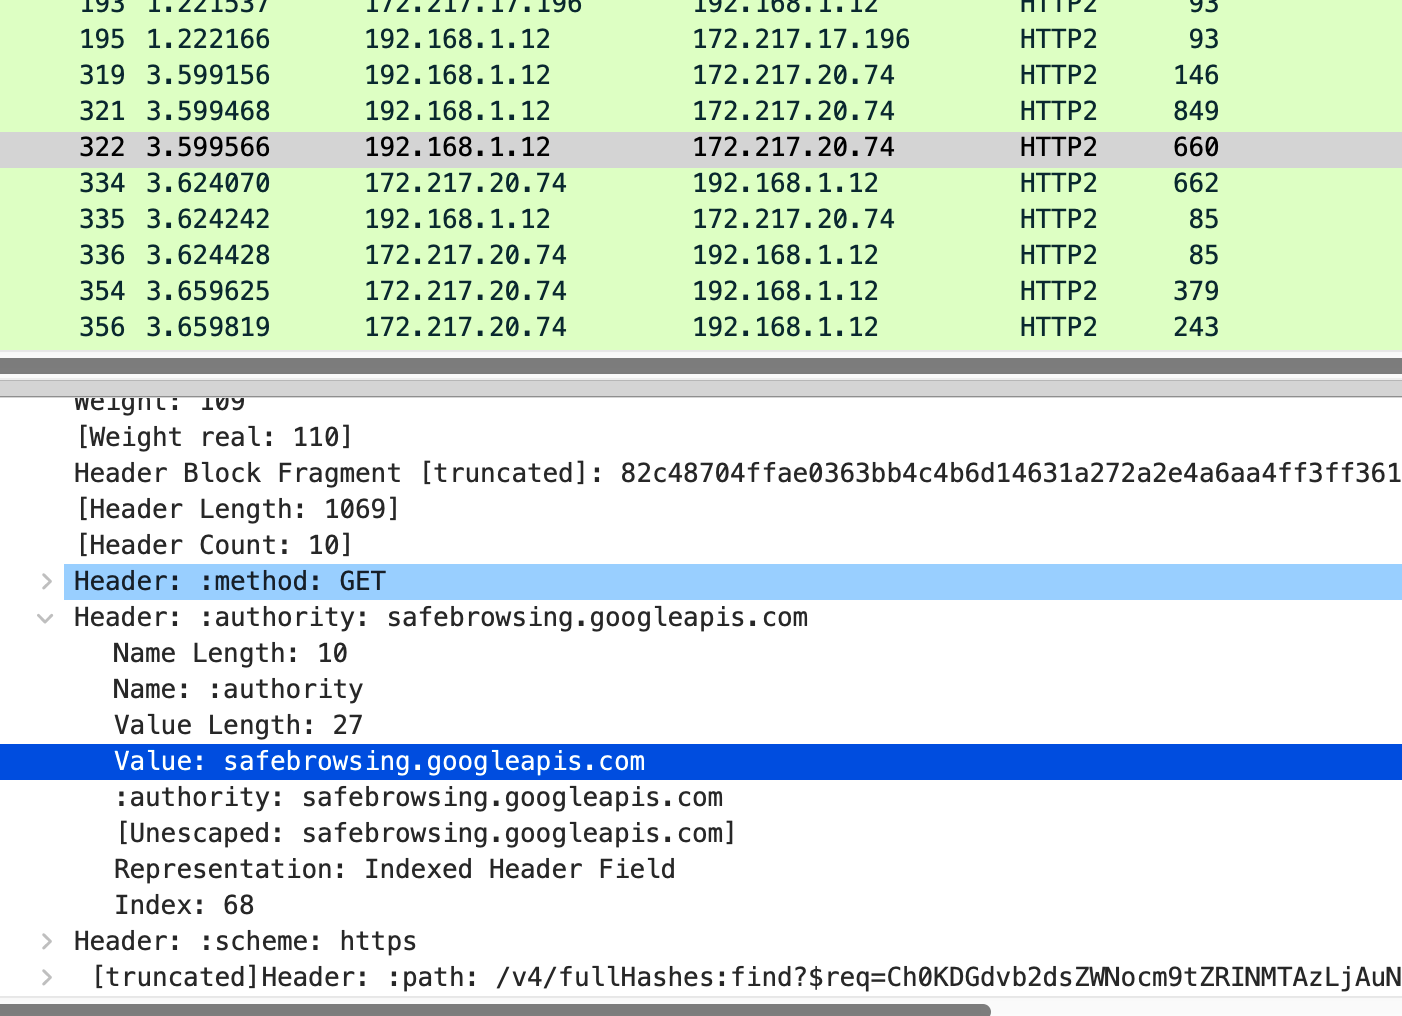 193 1.221537 172.217.17.196 192.168.1.12 HTTP2 93
195 1.222166 192.168.1.12 172.217.17.196 HTTP2 93
319 3.599156 192.168.1.12 172.217.20.74 HTTP2 146
321 3.599468 192.168.1.12 172.217.20.74 HTTP2 849
322 3.599566 192.168.1.12 172.217.20.74 HTTP2 660
334 3.624070 172.217.20.74 192.168.1.12 HTTP2 662
335 3.624242 192.168.1.12 172.217.20.74 HTTP2 85
336 3.624428 172.217.20.74 192.168.1.12 HTTP2 85
354 3.659625 172.217.20.74 192.168.1.12 HTTP2 379
356 3.659819 172.217.20.74 192.168.1.12 HTTP2 243
Weight: 109
[Weight real: 110]
Header Block Fragment [truncated]: 82c48704ffae0363bb4c4b6d14631a272a2e4a6aa4ff3ff361
[Header Length: 1069]
[Header Count: 10]
Header: :method: GET
Header: :authority: safebrowsing.googleapis.com
Name Length: 10
Name: :authority
Value Length: 27
Value: safebrowsing.googleapis.com
:authority: safebrowsing.googleapis.com
[Unescaped: safebrowsing.googleapis.com]
Representation: Indexed Header Field
Index: 68
Header: :scheme: https
[truncated]Header: :path: /v4/fullHashes:find?$req=Ch0KDGdvb2dsZWNocm9tZRINMTAzLjAuN